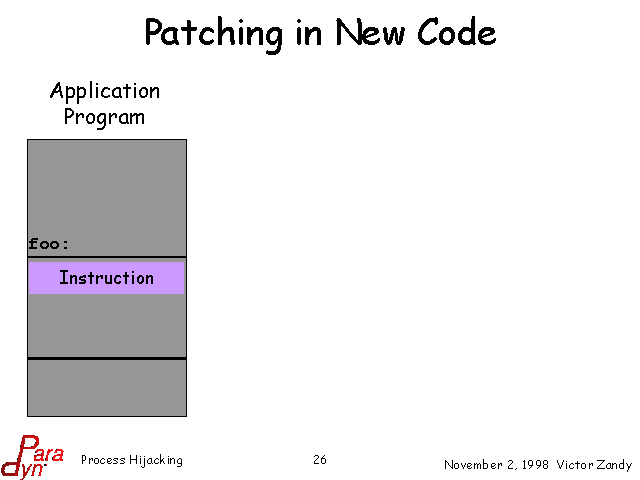 Patching in New Code
Application
Program
foo:
Instruction
Para
dyn
Process Hijacking
26
November 2, 1998 Victor Zandy